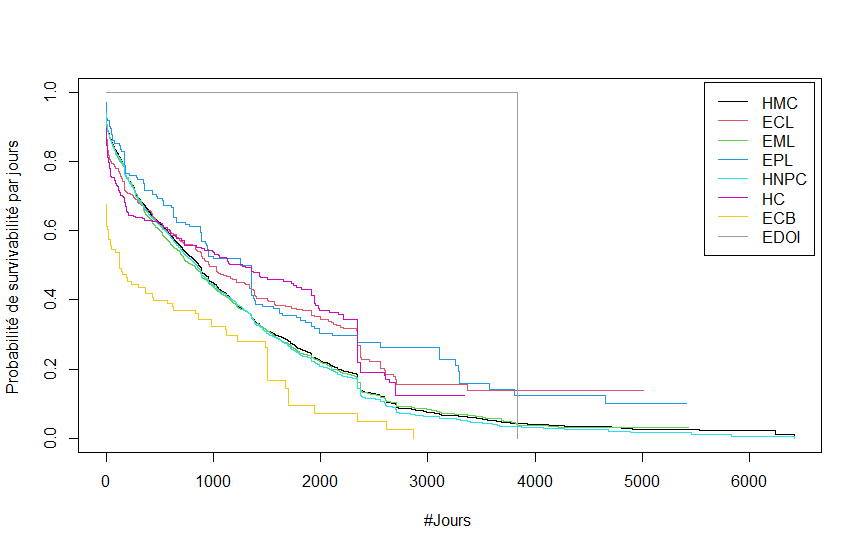 Probabilité de survivabilité par jours
1.0
0.8
0.6
0.4
0.2
0.0
HMC
ECL
EML
EPL
HNPC
HC
ECB
EDOI
0 1000 2000 3000 4000 5000 6000
#Jours